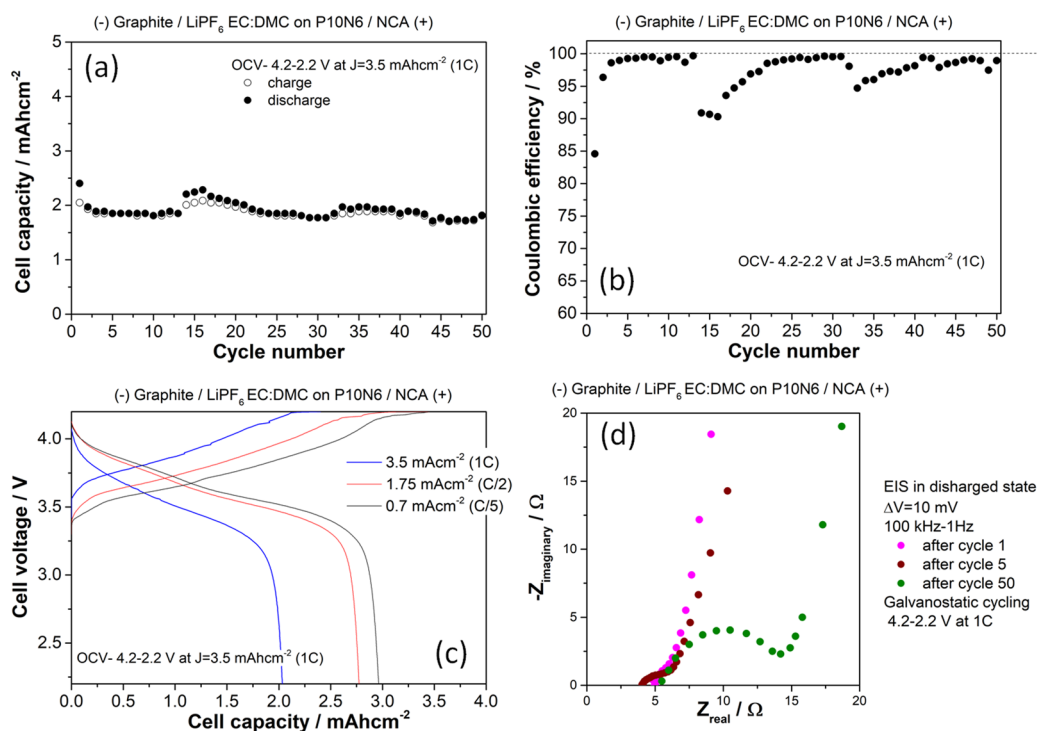 (-) Graphite / LiPF₆ EC:DMC on P10N6 / NCA (+)
(a)
OCV- 4.2-2.2 V at J=3.5 mAhcm⁻² (1C)
charge
discharge
Cell capacity / mAhcm⁻²
5
4
3
2
1
0
0 5 10 15 20 25 30 35 40 45 50
Cycle number
(-) Graphite / LiPF₆ EC:DMC on P10N6 / NCA (+)
Coulombic efficiency / %
100
95
90
85
80
75
70
65
60
OCV- 4.2-2.2 V at J=3.5 mAhcm⁻² (1C)
(b)
0 5 10 15 20 25 30 35 40 45 50
Cycle number
(-) Graphite / LiPF₆ EC:DMC on P10N6 / NCA (+)
Cell voltage / V
4.0
3.5
3.0
2.5
3.5 mAcm⁻² (1C)
1.75 mAcm⁻² (C/2)
0.7 mAcm⁻² (C/5)
OCV- 4.2-2.2 V at J=3.5 mAhcm⁻² (1C)
(c)
0.0 0.5 1.0 1.5 2.0 2.5 3.0 3.5 4.0
Cell capacity / mAhcm⁻²
(-) Graphite / LiPF₆ EC:DMC on P10N6 / NCA (+)
(d)
-Z_imaginary / Ω
20
15
10
5
0
0 5 10 15 20
Z_real / Ω
EIS in disharged state
ΔV=10 mV
100 kHz-1Hz
after cycle 1
after cycle 5
after cycle 50
Galvanostatic cycling
4.2-2.2 V at 1C